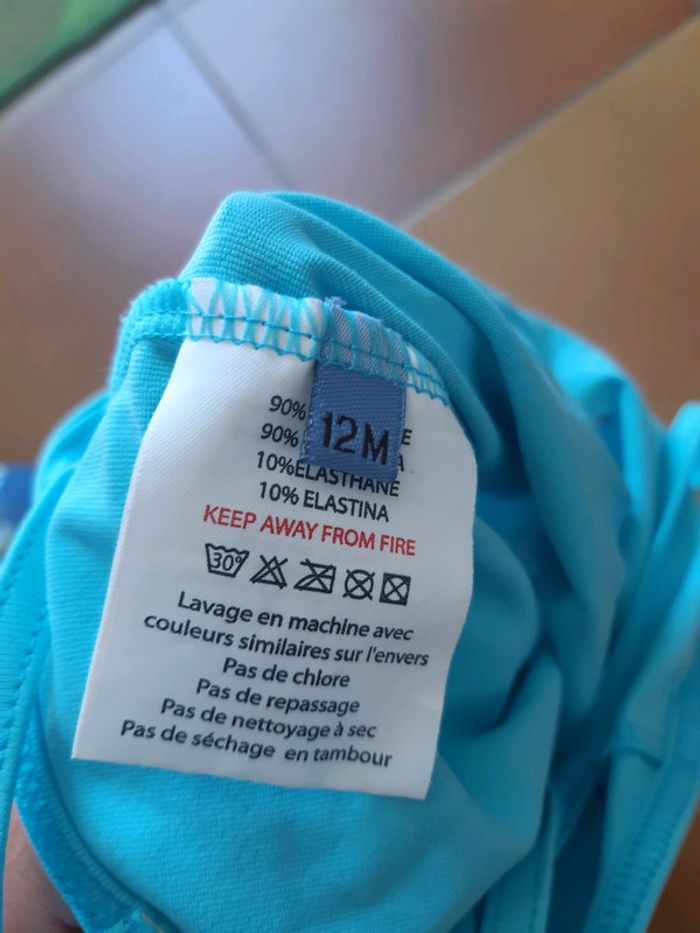 12M
90%
90%
10%ELASTHANE
10% ELASTINA
KEEP AWAY FROM FIRE
30°
Lavage en machine avec
couleurs similaires sur l'envers
Pas de chlore
Pas de repassage
Pas de nettoyage à sec
Pas de séchage en tambour